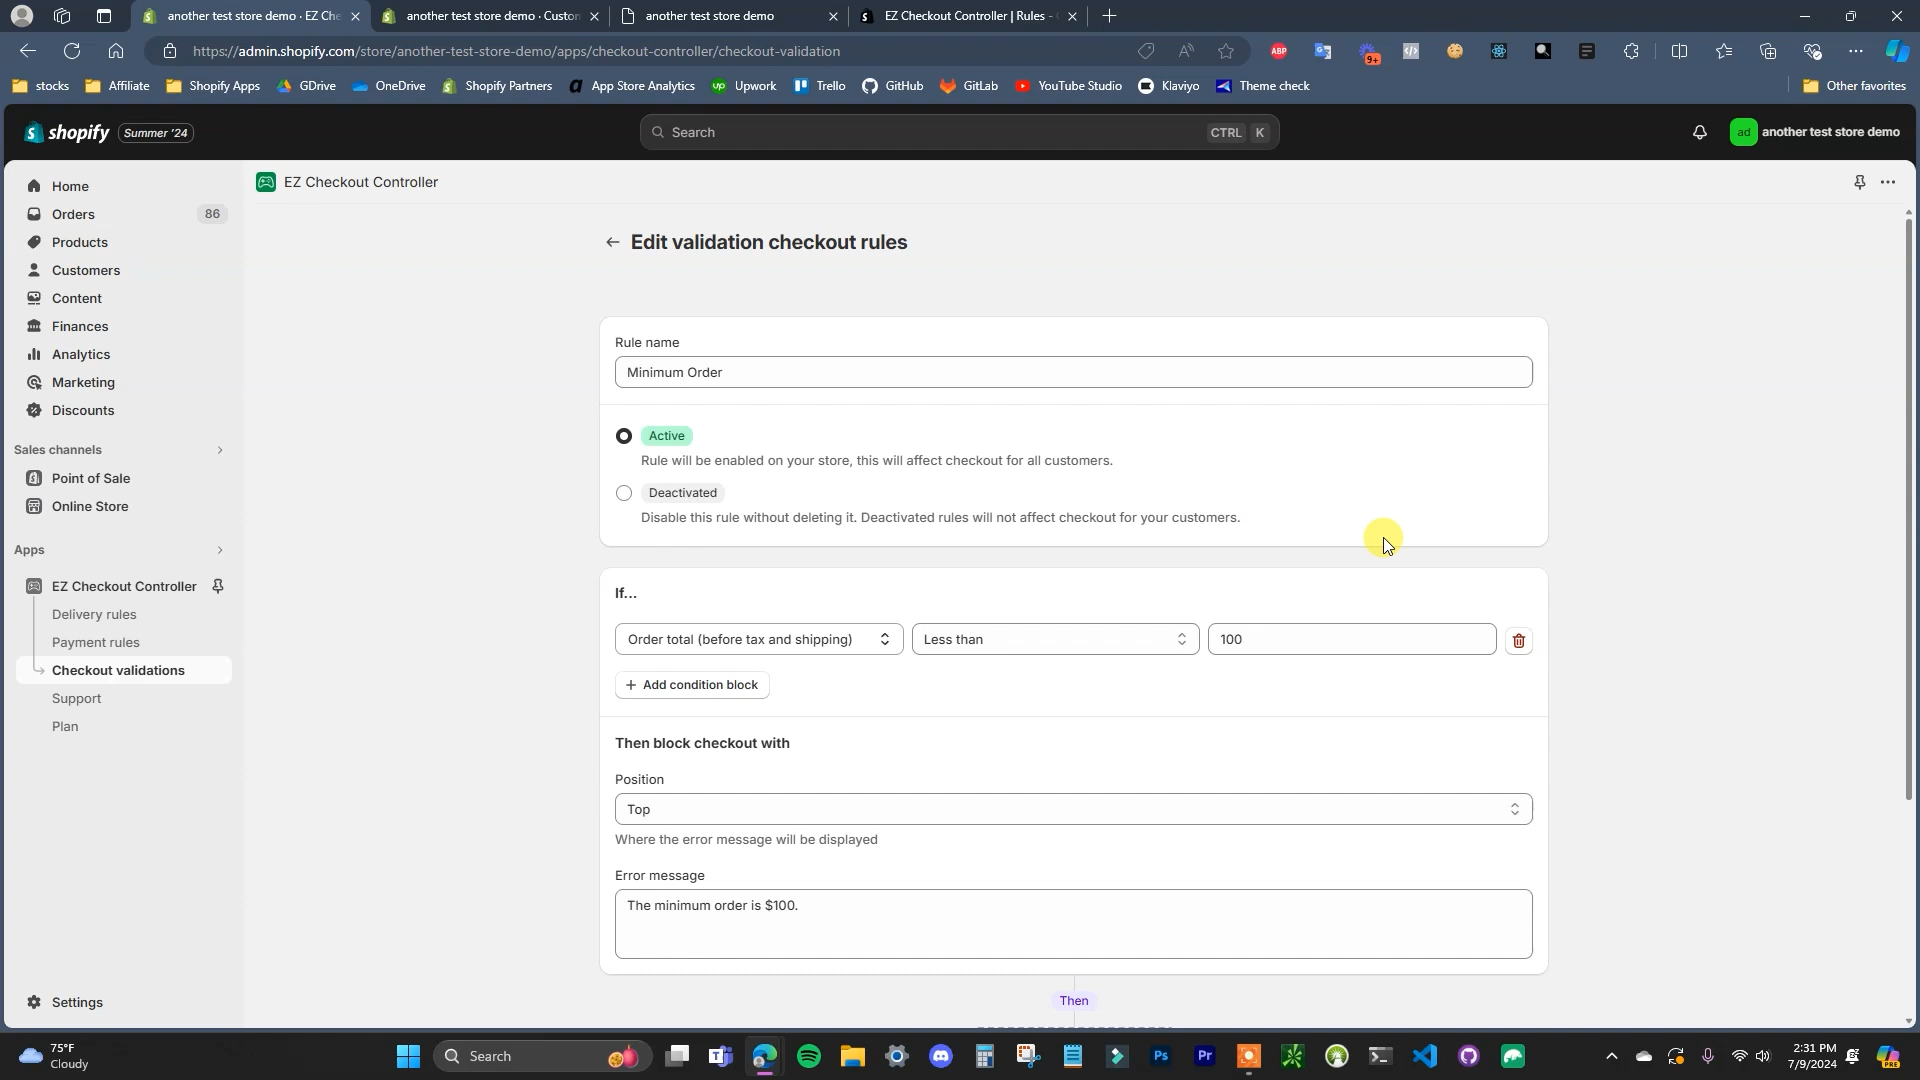 another test store demo · EZ Che
another test store demo · Custon
another test store demo
EZ Checkout Controller | Rules -
https://admin.shopify.com/store/another-test-store-demo/apps/checkout-controller/checkout-validation
ABP
9+
stocks
Affiliate
Shopify Apps
GDrive
OneDrive
Shopify Partners
App Store Analytics
Upwork
Trello
GitHub
GitLab
YouTube Studio
Klaviyo
Theme check
Other favorites
shopify
Summer '24
Search
CTRL K
ad
another test store demo
Home
Orders 86
Products
Customers
Content
Finances
Analytics
Marketing
Discounts
Sales channels
Point of Sale
Online Store
Apps
EZ Checkout Controller
Delivery rules
Payment rules
Checkout validations
Support
Plan
Settings
EZ Checkout Controller
Edit validation checkout rules
Rule name
Minimum Order
Active
Rule will be enabled on your store, this will affect checkout for all customers.
Deactivated
Disable this rule without deleting it. Deactivated rules will not affect checkout for your customers.
If...
Order total (before tax and shipping) Less than 100
+ Add condition block
Then block checkout with
Position
Top
Where the error message will be displayed
Error message
The minimum order is $100.
Then
75°F
Cloudy
Search
Ps
Pr
2:31 PM
7/9/2024
PRE